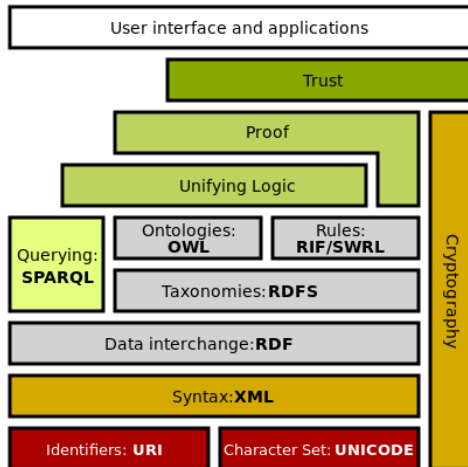 User interface and applications
Trust
Proof
Unifying Logic
Querying:
SPARQL
Ontologies:
OWL
Rules:
RIF/SWRL
Taxonomies:RDFS
Data interchange:RDF
Syntax:XML
Identifiers: URI
Character Set: UNICODE
Cryptography